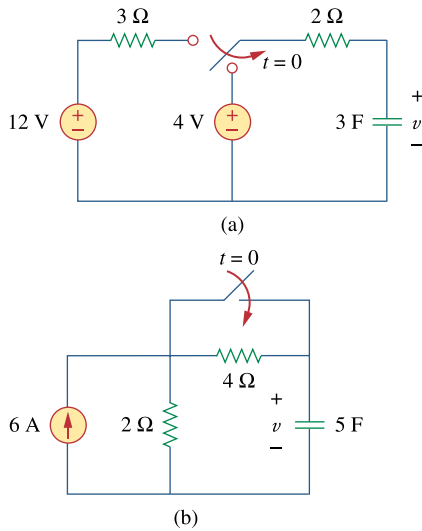 3 Ω 2 Ω
t = 0
12 V + − 4 V + − 3 F + v −
(a)
t = 0
4 Ω
6 A 2 Ω + v − 5 F
(b)